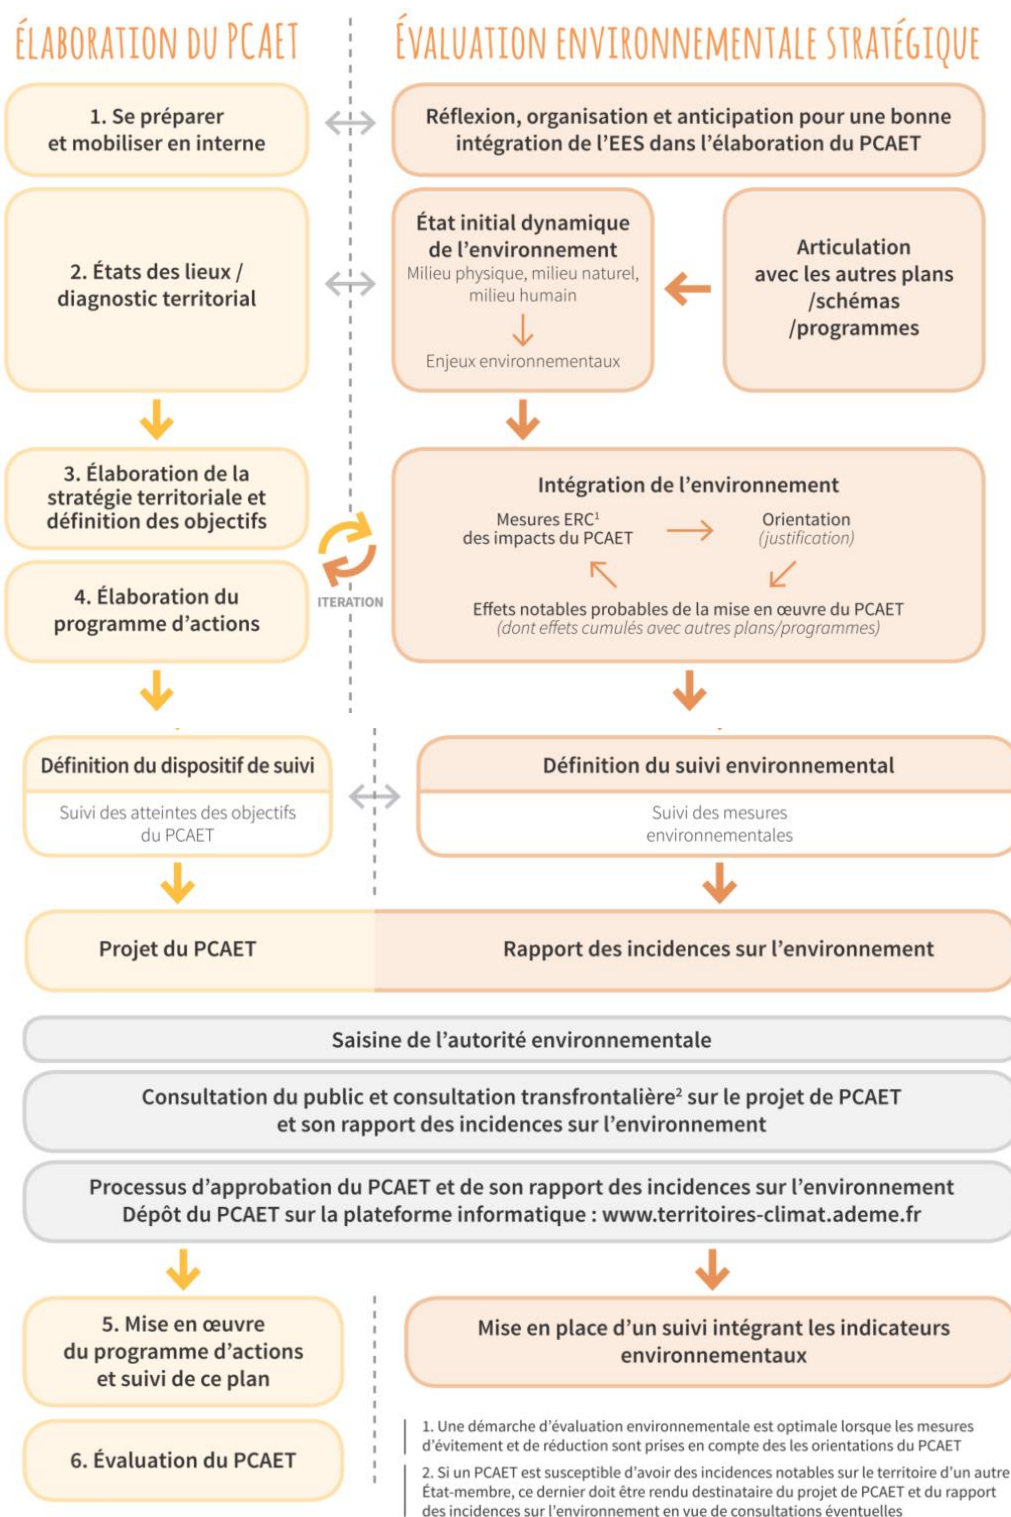 ÉLABORATION DU PCAET
ÉVALUATION ENVIRONNEMENTALE STRATÉGIQUE
1. Se préparer
et mobiliser en interne
Réflexion, organisation et anticipation pour une bonne
intégration de l'EES dans l'élaboration du PCAET
2. États des lieux /
diagnostic territorial
État initial dynamique
de l'environnement
Milieu physique, milieu naturel,
milieu humain
Enjeux environnementaux
Articulation
avec les autres plans
/schémas
/programmes
3. Élaboration de la
stratégie territoriale et
définition des objectifs
4. Élaboration du
programme d'actions
ITERATION
Intégration de l'environnement
Mesures ERC¹
des impacts du PCAET
Orientation
(justification)
Effets notables probables de la mise en œuvre du PCAET
(dont effets cumulés avec autres plans/programmes)
Définition du dispositif de suivi
Suivi des atteintes des objectifs
du PCAET
Définition du suivi environnemental
Suivi des mesures
environnementales
Projet du PCAET
Rapport des incidences sur l'environnement
Saisine de l'autorité environnementale
Consultation du public et consultation transfrontalière² sur le projet de PCAET
et son rapport des incidences sur l'environnement
Processus d'approbation du PCAET et de son rapport des incidences sur l'environnement
Dépôt du PCAET sur la plateforme informatique : www.territoires-climat.ademe.fr
5. Mise en œuvre
du programme d'actions
et suivi de ce plan
Mise en place d'un suivi intégrant les indicateurs
environnementaux
6. Évaluation du PCAET
1. Une démarche d'évaluation environnementale est optimale lorsque les mesures
d'évitement et de réduction sont prises en compte des les orientations du PCAET
2. Si un PCAET est susceptible d'avoir des incidences notables sur le territoire d'un autre
État-membre, ce dernier doit être rendu destinataire du projet de PCAET et du rapport
des incidences sur l'environnement en vue de consultations éventuelles